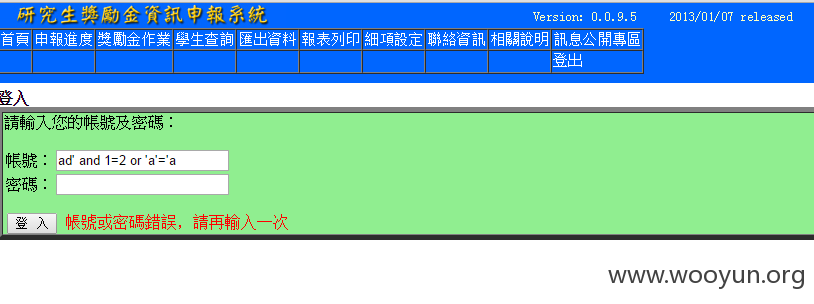 研究生獎勵金資訊申報系統 Version: 0.0.9.5 2013/01/07 released
首頁 申報進度 獎勵金作業 學生查詢 匯出資料 報表列印 細項設定 聯絡資訊 相關說明 訊息公開專區
登出
登入
請輸入您的帳號及密碼：
帳號： ad' and 1=2 or 'a'='a
密碼：
登 入 帳號或密碼錯誤，請再輸入一次
www.wooyun.org